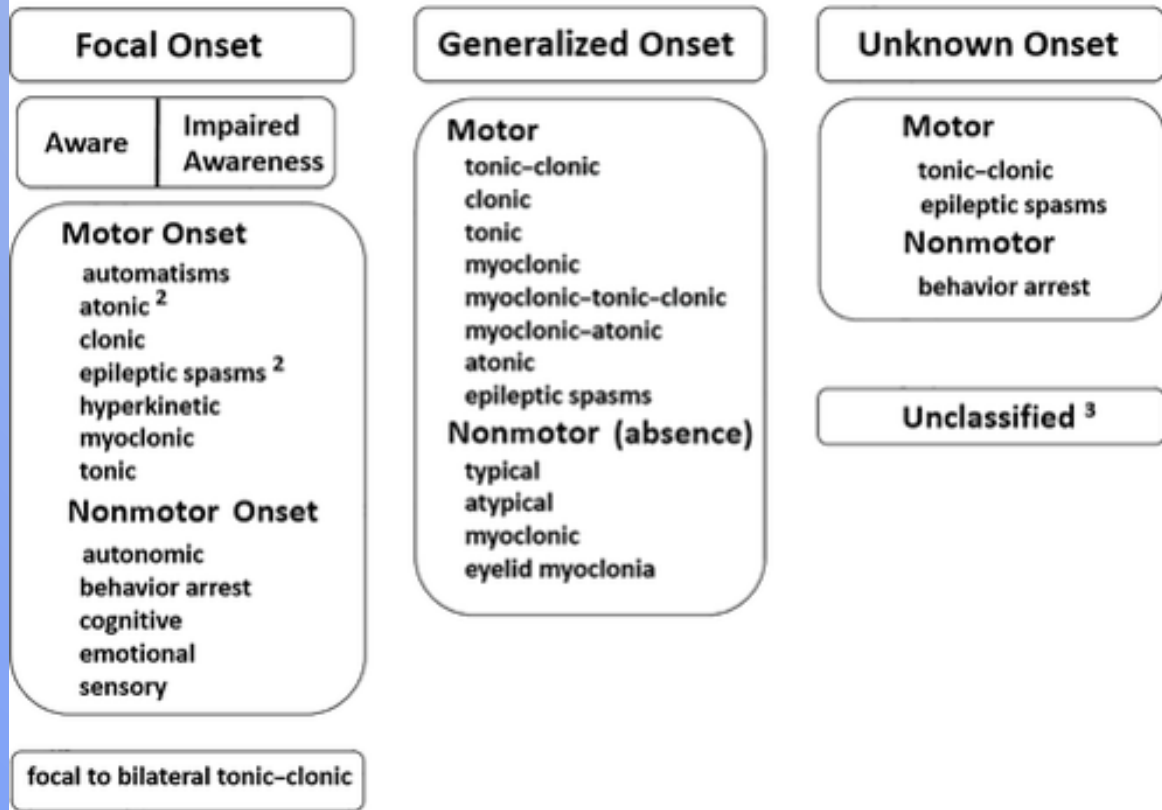 Focal Onset
Aware
Impaired
Awareness
Motor Onset
automatisms
atonic ²
clonic
epileptic spasms ²
hyperkinetic
myoclonic
tonic
Nonmotor Onset
autonomic
behavior arrest
cognitive
emotional
sensory
focal to bilateral tonic–clonic
Generalized Onset
Motor
tonic–clonic
clonic
tonic
myoclonic
myoclonic–tonic–clonic
myoclonic–atonic
atonic
epileptic spasms
Nonmotor (absence)
typical
atypical
myoclonic
eyelid myoclonia
Unknown Onset
Motor
tonic–clonic
epileptic spasms
Nonmotor
behavior arrest
Unclassified ³